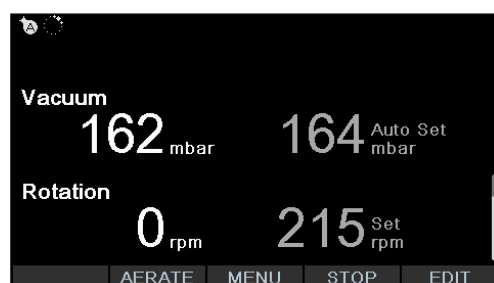 A
Vacuum
162 mbar 164 Auto Set mbar
Rotation
0 rpm 215 Set rpm
AERATE MENU STOP EDIT